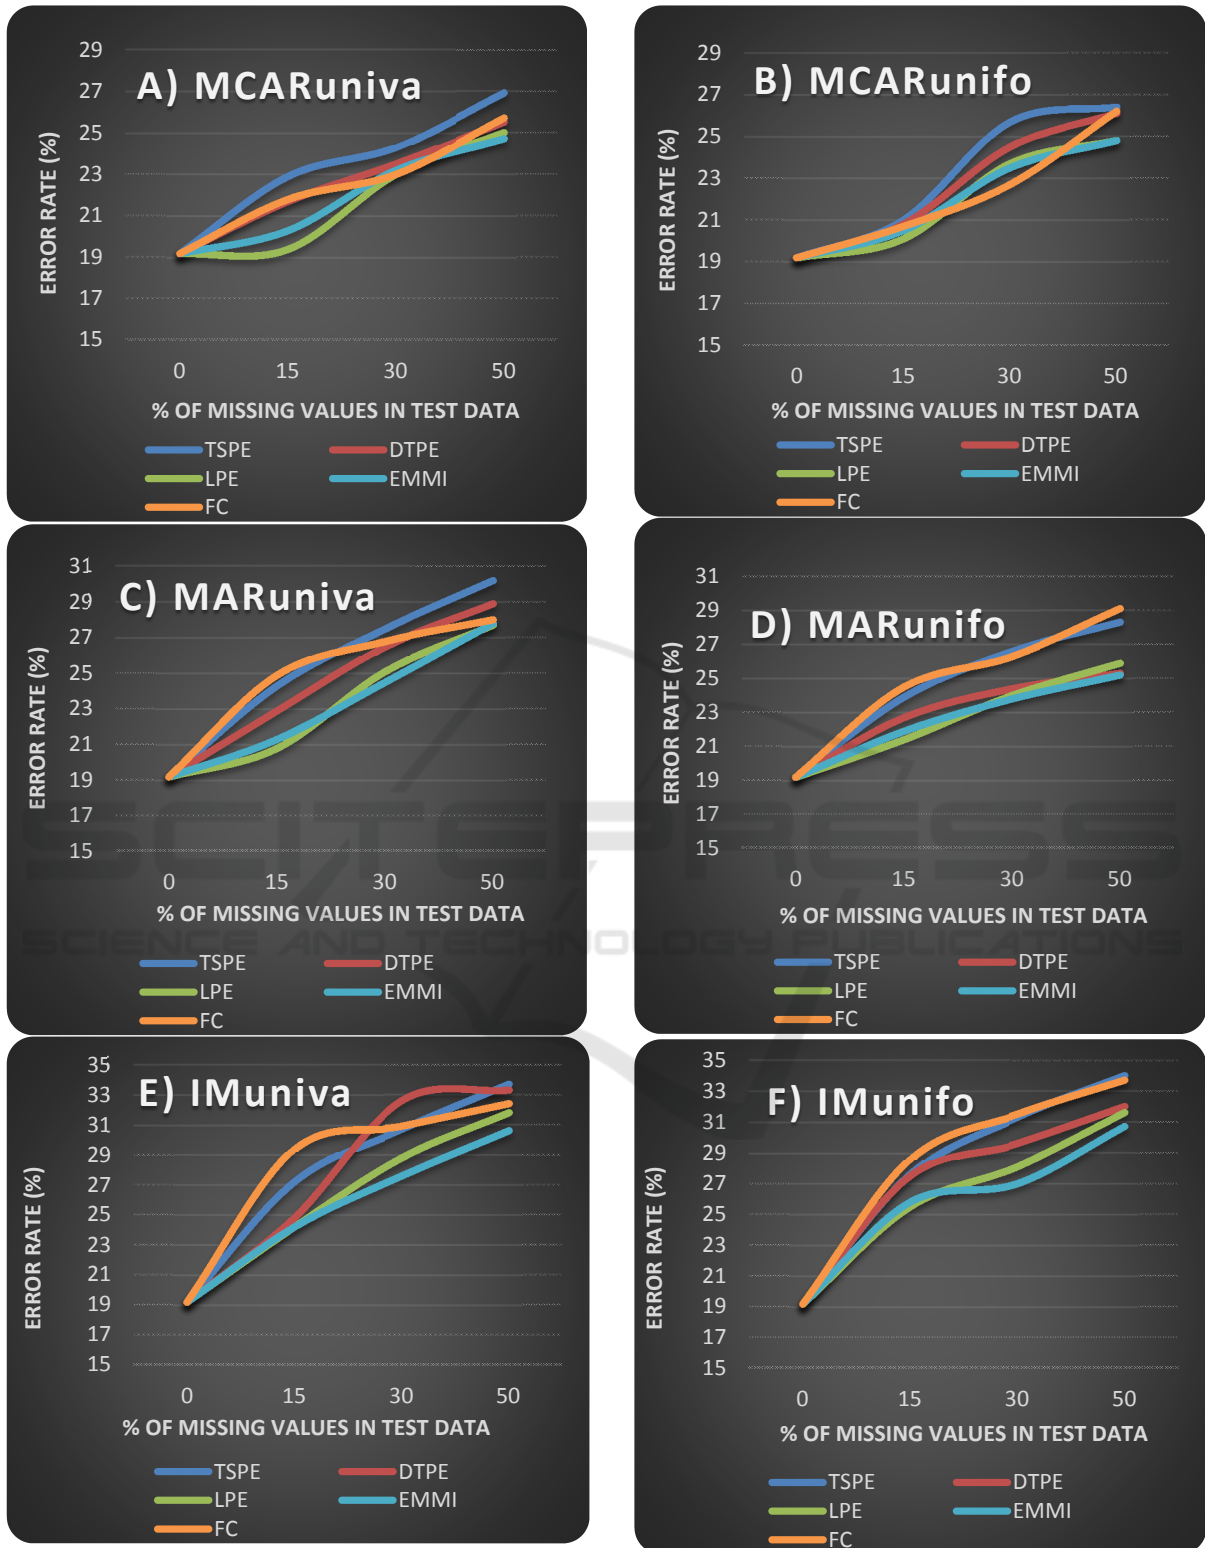 A) MCARuniva
29
27
25
23
21
19
17
15
ERROR RATE (%)
0 15 30 50
% OF MISSING VALUES IN TEST DATA
TSPE DTPE
LPE EMMI
FC
B) MCARunifo
29
27
25
23
21
19
17
15
ERROR RATE (%)
0 15 30 50
% OF MISSING VALUES IN TEST DATA
TSPE DTPE
LPE EMMI
FC
C) MARuniva
31
29
27
25
23
21
19
17
15
ERROR RATE (%)
0 15 30 50
% OF MISSING VALUES IN TEST DATA
TSPE DTPE
LPE EMMI
FC
D) MARunifo
31
29
27
25
23
21
19
17
15
ERROR RATE (%)
0 15 30 50
% OF MISSING VALUES IN TEST DATA
TSPE DTPE
LPE EMMI
FC
SCITEPRESS
SCIENCE AND TECHNOLOGY PUBLICATIONS
E) IMuniva
35
33
31
29
27
25
23
21
19
17
15
ERROR RATE (%)
0 15 30 50
% OF MISSING VALUES IN TEST DATA
TSPE DTPE
LPE EMMI
FC
F) IMunifo
35
33
31
29
27
25
23
21
19
17
15
ERROR RATE (%)
0 15 30 50
% OF MISSING VALUES IN TEST DATA
TSPE DTPE
LPE EMMI
FC